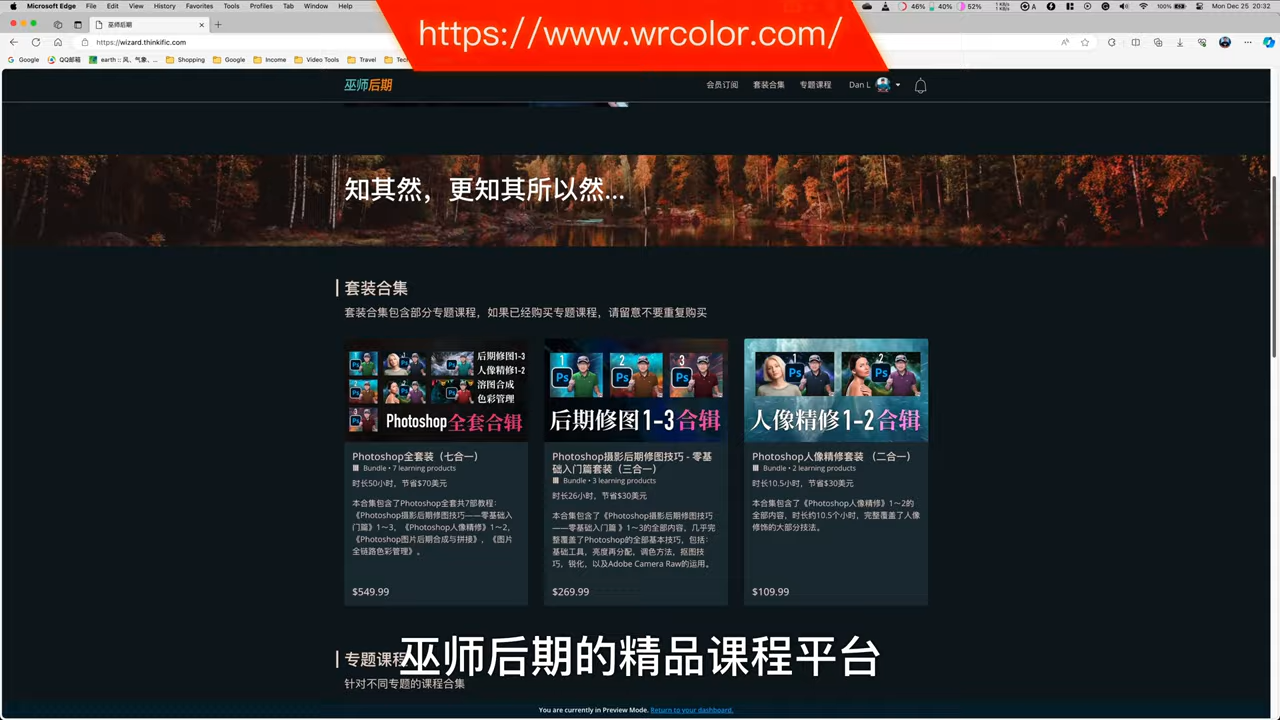 Microsoft Edge File Edit View History Favorites Tools Profiles Tab Window Help
46% 40% 52% 100% Mon Dec 25 20:32
https://www.wrcolor.com/
巫师后期
https://wizard.thinkific.com
Google QQ邮箱 earth :: 风、气象、... Shopping Google Income Video Tools Travel
巫师后期 会员订阅 套装合集 专题课程 Dan L
知其然，更知其所以然...
套装合集
套装合集包含部分专题课程，如果已经购买专题课程，请留意不要重复购买
后期修图1-3
人像精修1-2
溶图合成
色彩管理
Photoshop全套合辑
Photoshop全套装（七合一）
Bundle • 7 learning products
时长50小时，节省$70美元
本合集包含了Photoshop全套共7部教程：
《Photoshop摄影后期修图技巧——零基础入
门篇》1～3，《Photoshop人像精修》1～2，
《Photoshop图片后期合成与拼接》，《图片
全链路色彩管理》。
$549.99
1 2 3
Ps Ps Ps
后期修图1-3合辑
Photoshop摄影后期修图技巧 - 零基
础入门篇套装（三合一）
Bundle • 3 learning products
时长26小时，节省$30美元
本合集包含了《Photoshop摄影后期修图技巧
——零基础入门篇 》1～3的全部内容，几乎完
整覆盖了Photoshop的全部基本技巧，包括：
基础工具，亮度再分配，调色方法，抠图技
巧，锐化，以及Adobe Camera Raw的运用。
$269.99
1 2
Ps Ps
人像精修1-2合辑
Photoshop人像精修套装 （二合一）
Bundle • 2 learning products
时长10.5小时，节省$30美元
本合集包含了《Photoshop人像精修》1～2的
全部内容，时长约10.5个小时，完整覆盖了人像
修饰的大部分技法。
$109.99
专题课程
巫师后期的精品课程平台
针对不同专题的课程合集
You are currently in Preview Mode. Return to your dashboard.